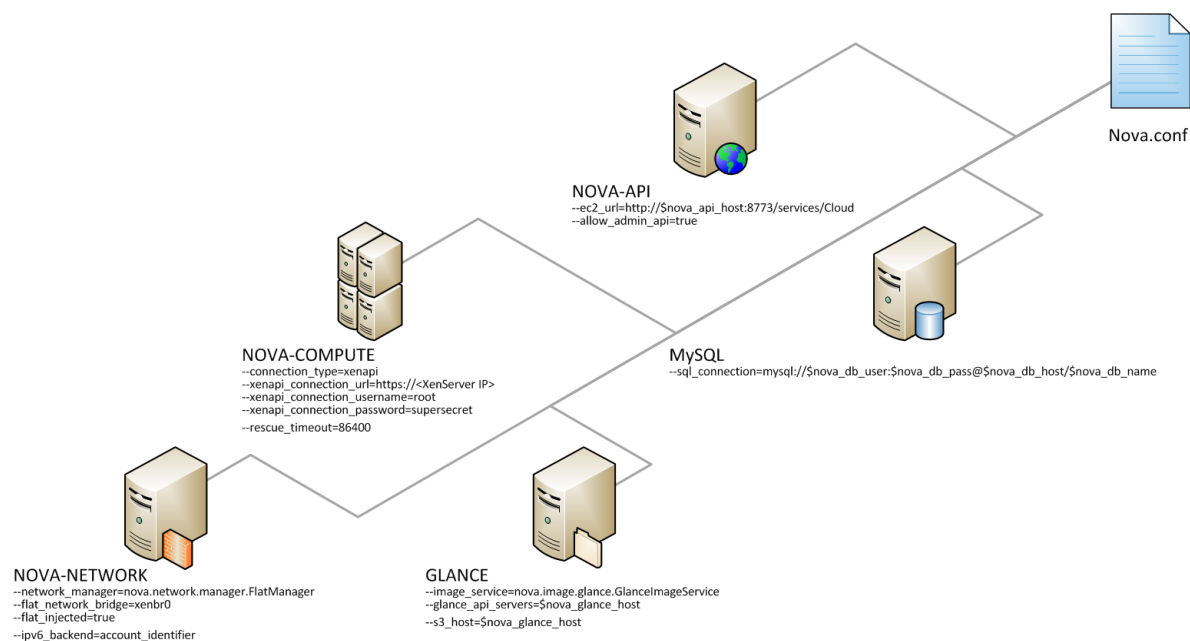 Nova.conf
NOVA-API
--ec2_url=http://$nova_api_host:8773/services/Cloud
--allow_admin_api=true
NOVA-COMPUTE
--connection_type=xenapi
--xenapi_connection_url=https://<XenServer IP>
--xenapi_connection_username=root
--xenapi_connection_password=supersecret
--rescue_timeout=86400
MySQL
--sql_connection=mysql://$nova_db_user:$nova_db_pass@$nova_db_host/$nova_db_name
NOVA-NETWORK
--network_manager=nova.network.manager.FlatManager
--flat_network_bridge=xenbr0
--flat_injected=true
--ipv6_backend=account_identifier
GLANCE
--image_service=nova.image.glance.GlanceImageService
--glance_api_servers=$nova_glance_host
--s3_host=$nova_glance_host